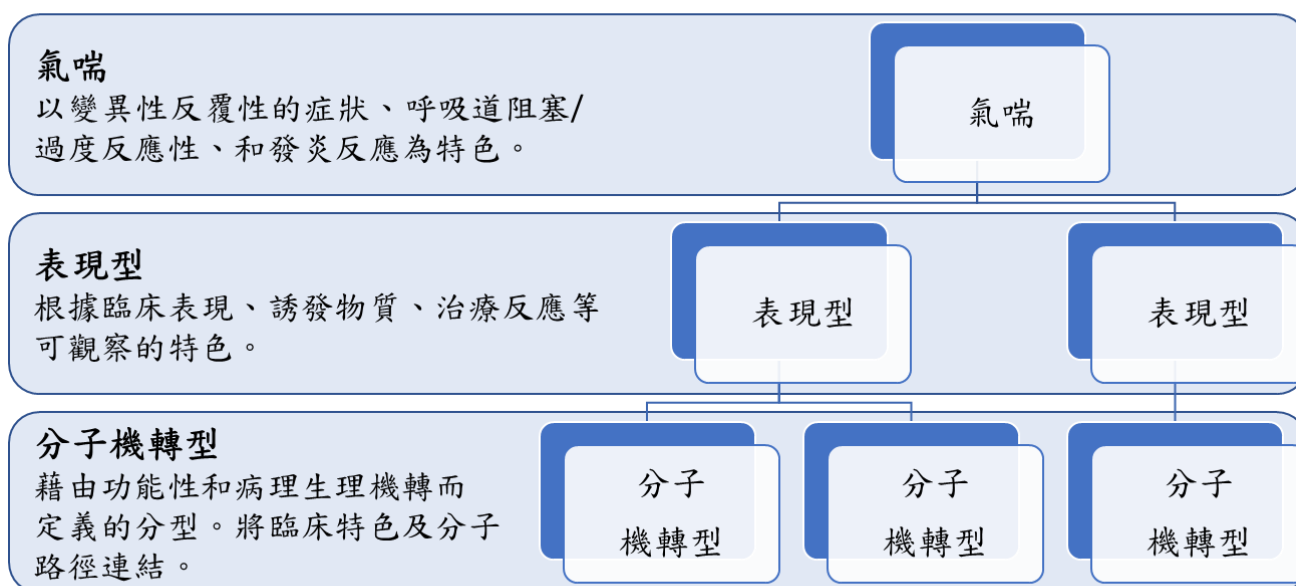 氣喘
以變異性反覆性的症狀、呼吸道阻塞/
過度反應性、和發炎反應為特色。
氣喘
表現型
根據臨床表現、誘發物質、治療反應等
可觀察的特色。
表現型
表現型
分子機轉型
藉由功能性和病理生理機轉而
定義的分型。將臨床特色及分子
路徑連結。
分子
機轉型
分子
機轉型
分子
機轉型